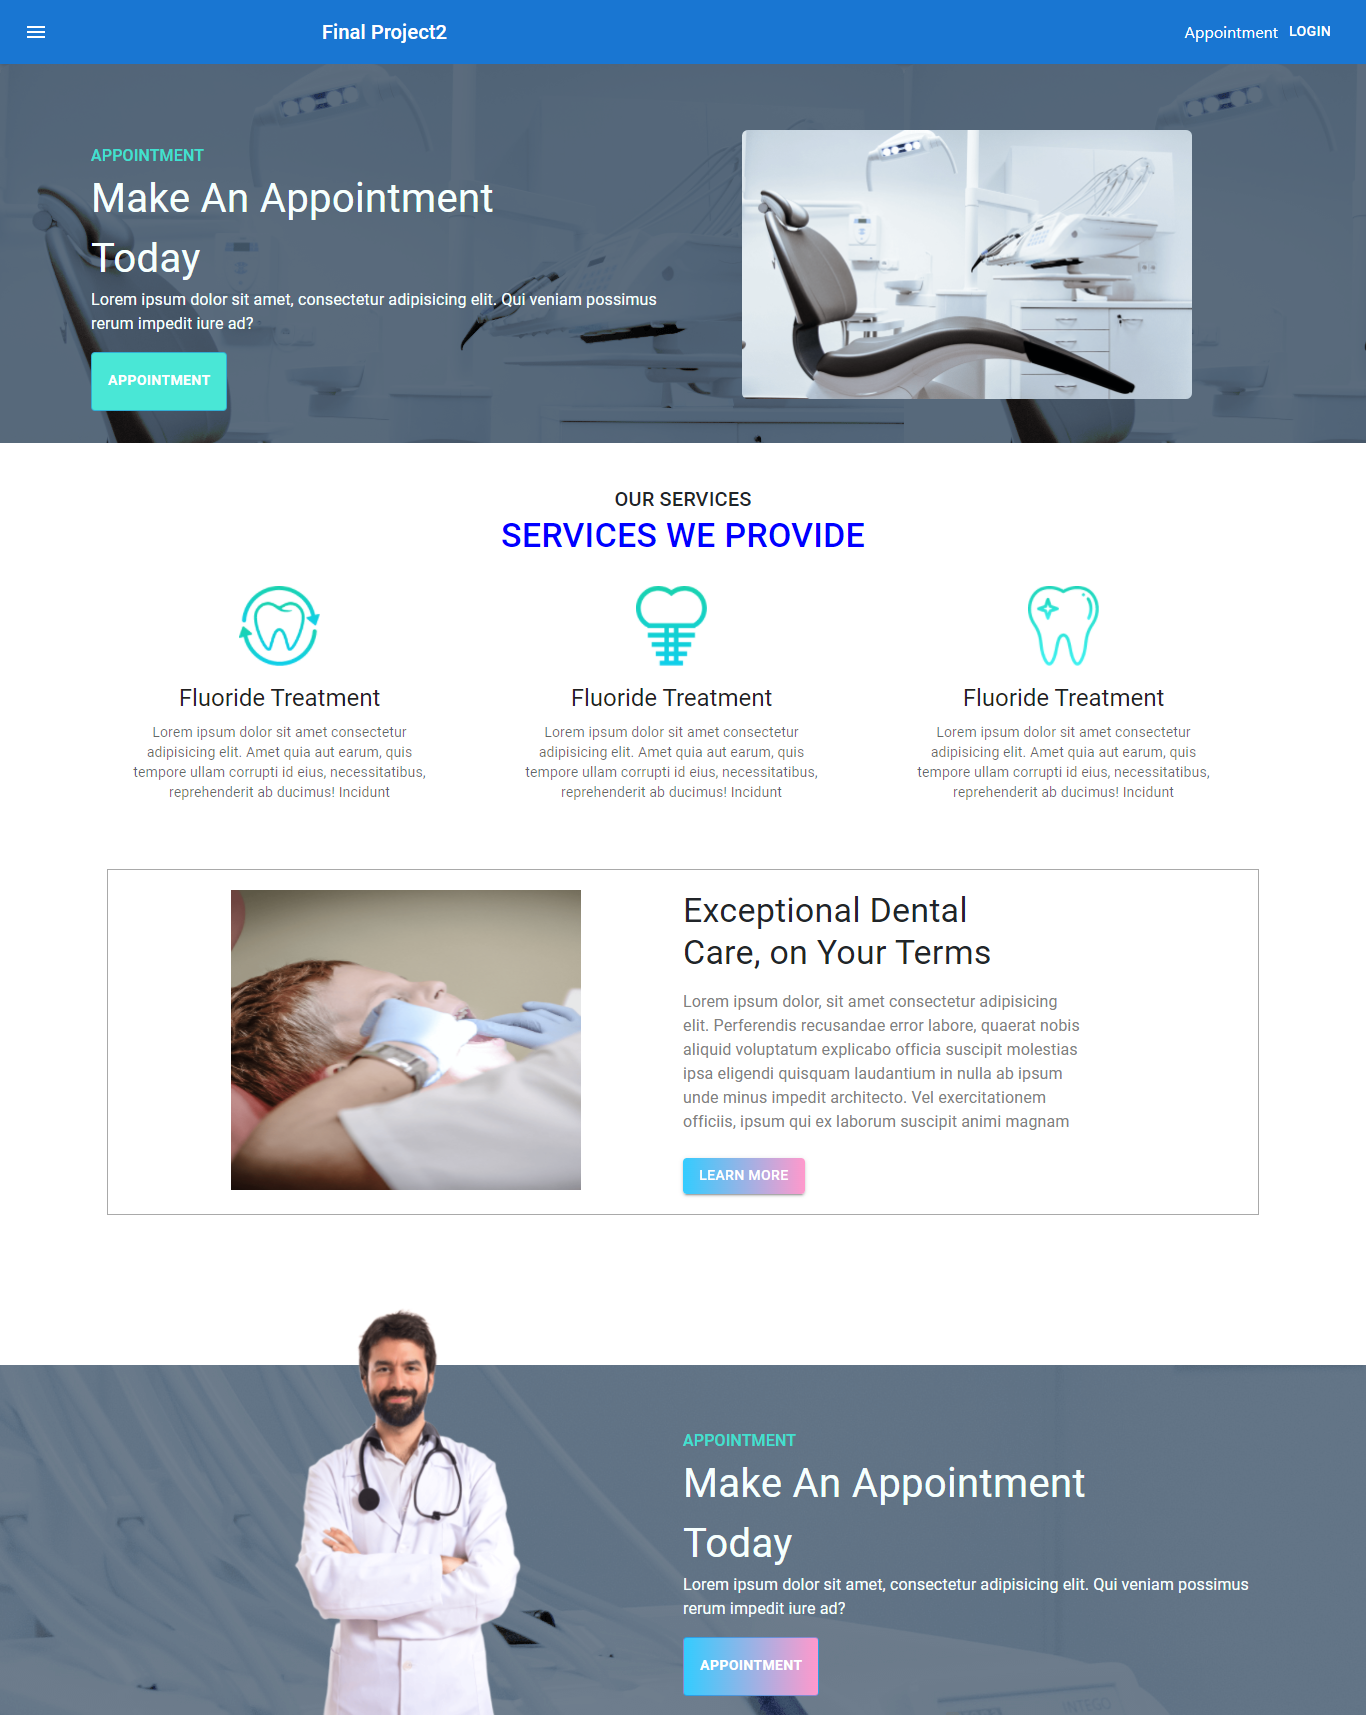 Final Project2
Appointment LOGIN
APPOINTMENT
Make An Appointment
Today
Lorem ipsum dolor sit amet, consectetur adipisicing elit. Qui veniam possimus
rerum impedit iure ad?
APPOINTMENT
OUR SERVICES
SERVICES WE PROVIDE
Fluoride Treatment
Lorem ipsum dolor sit amet consectetur
adipisicing elit. Amet quia aut earum, quis
tempore ullam corrupti id eius, necessitatibus,
reprehenderit ab ducimus! Incidunt
Fluoride Treatment
Lorem ipsum dolor sit amet consectetur
adipisicing elit. Amet quia aut earum, quis
tempore ullam corrupti id eius, necessitatibus,
reprehenderit ab ducimus! Incidunt
Fluoride Treatment
Lorem ipsum dolor sit amet consectetur
adipisicing elit. Amet quia aut earum, quis
tempore ullam corrupti id eius, necessitatibus,
reprehenderit ab ducimus! Incidunt
Exceptional Dental
Care, on Your Terms
Lorem ipsum dolor, sit amet consectetur adipisicing
elit. Perferendis recusandae error labore, quaerat nobis
aliquid voluptatum explicabo officia suscipit molestias
ipsa eligendi quisquam laudantium in nulla ab ipsum
unde minus impedit architecto. Vel exercitationem
officiis, ipsum qui ex laborum suscipit animi magnam
LEARN MORE
APPOINTMENT
Make An Appointment
Today
Lorem ipsum dolor sit amet, consectetur adipisicing elit. Qui veniam possimus
rerum impedit iure ad?
APPOINTMENT
INTEGO